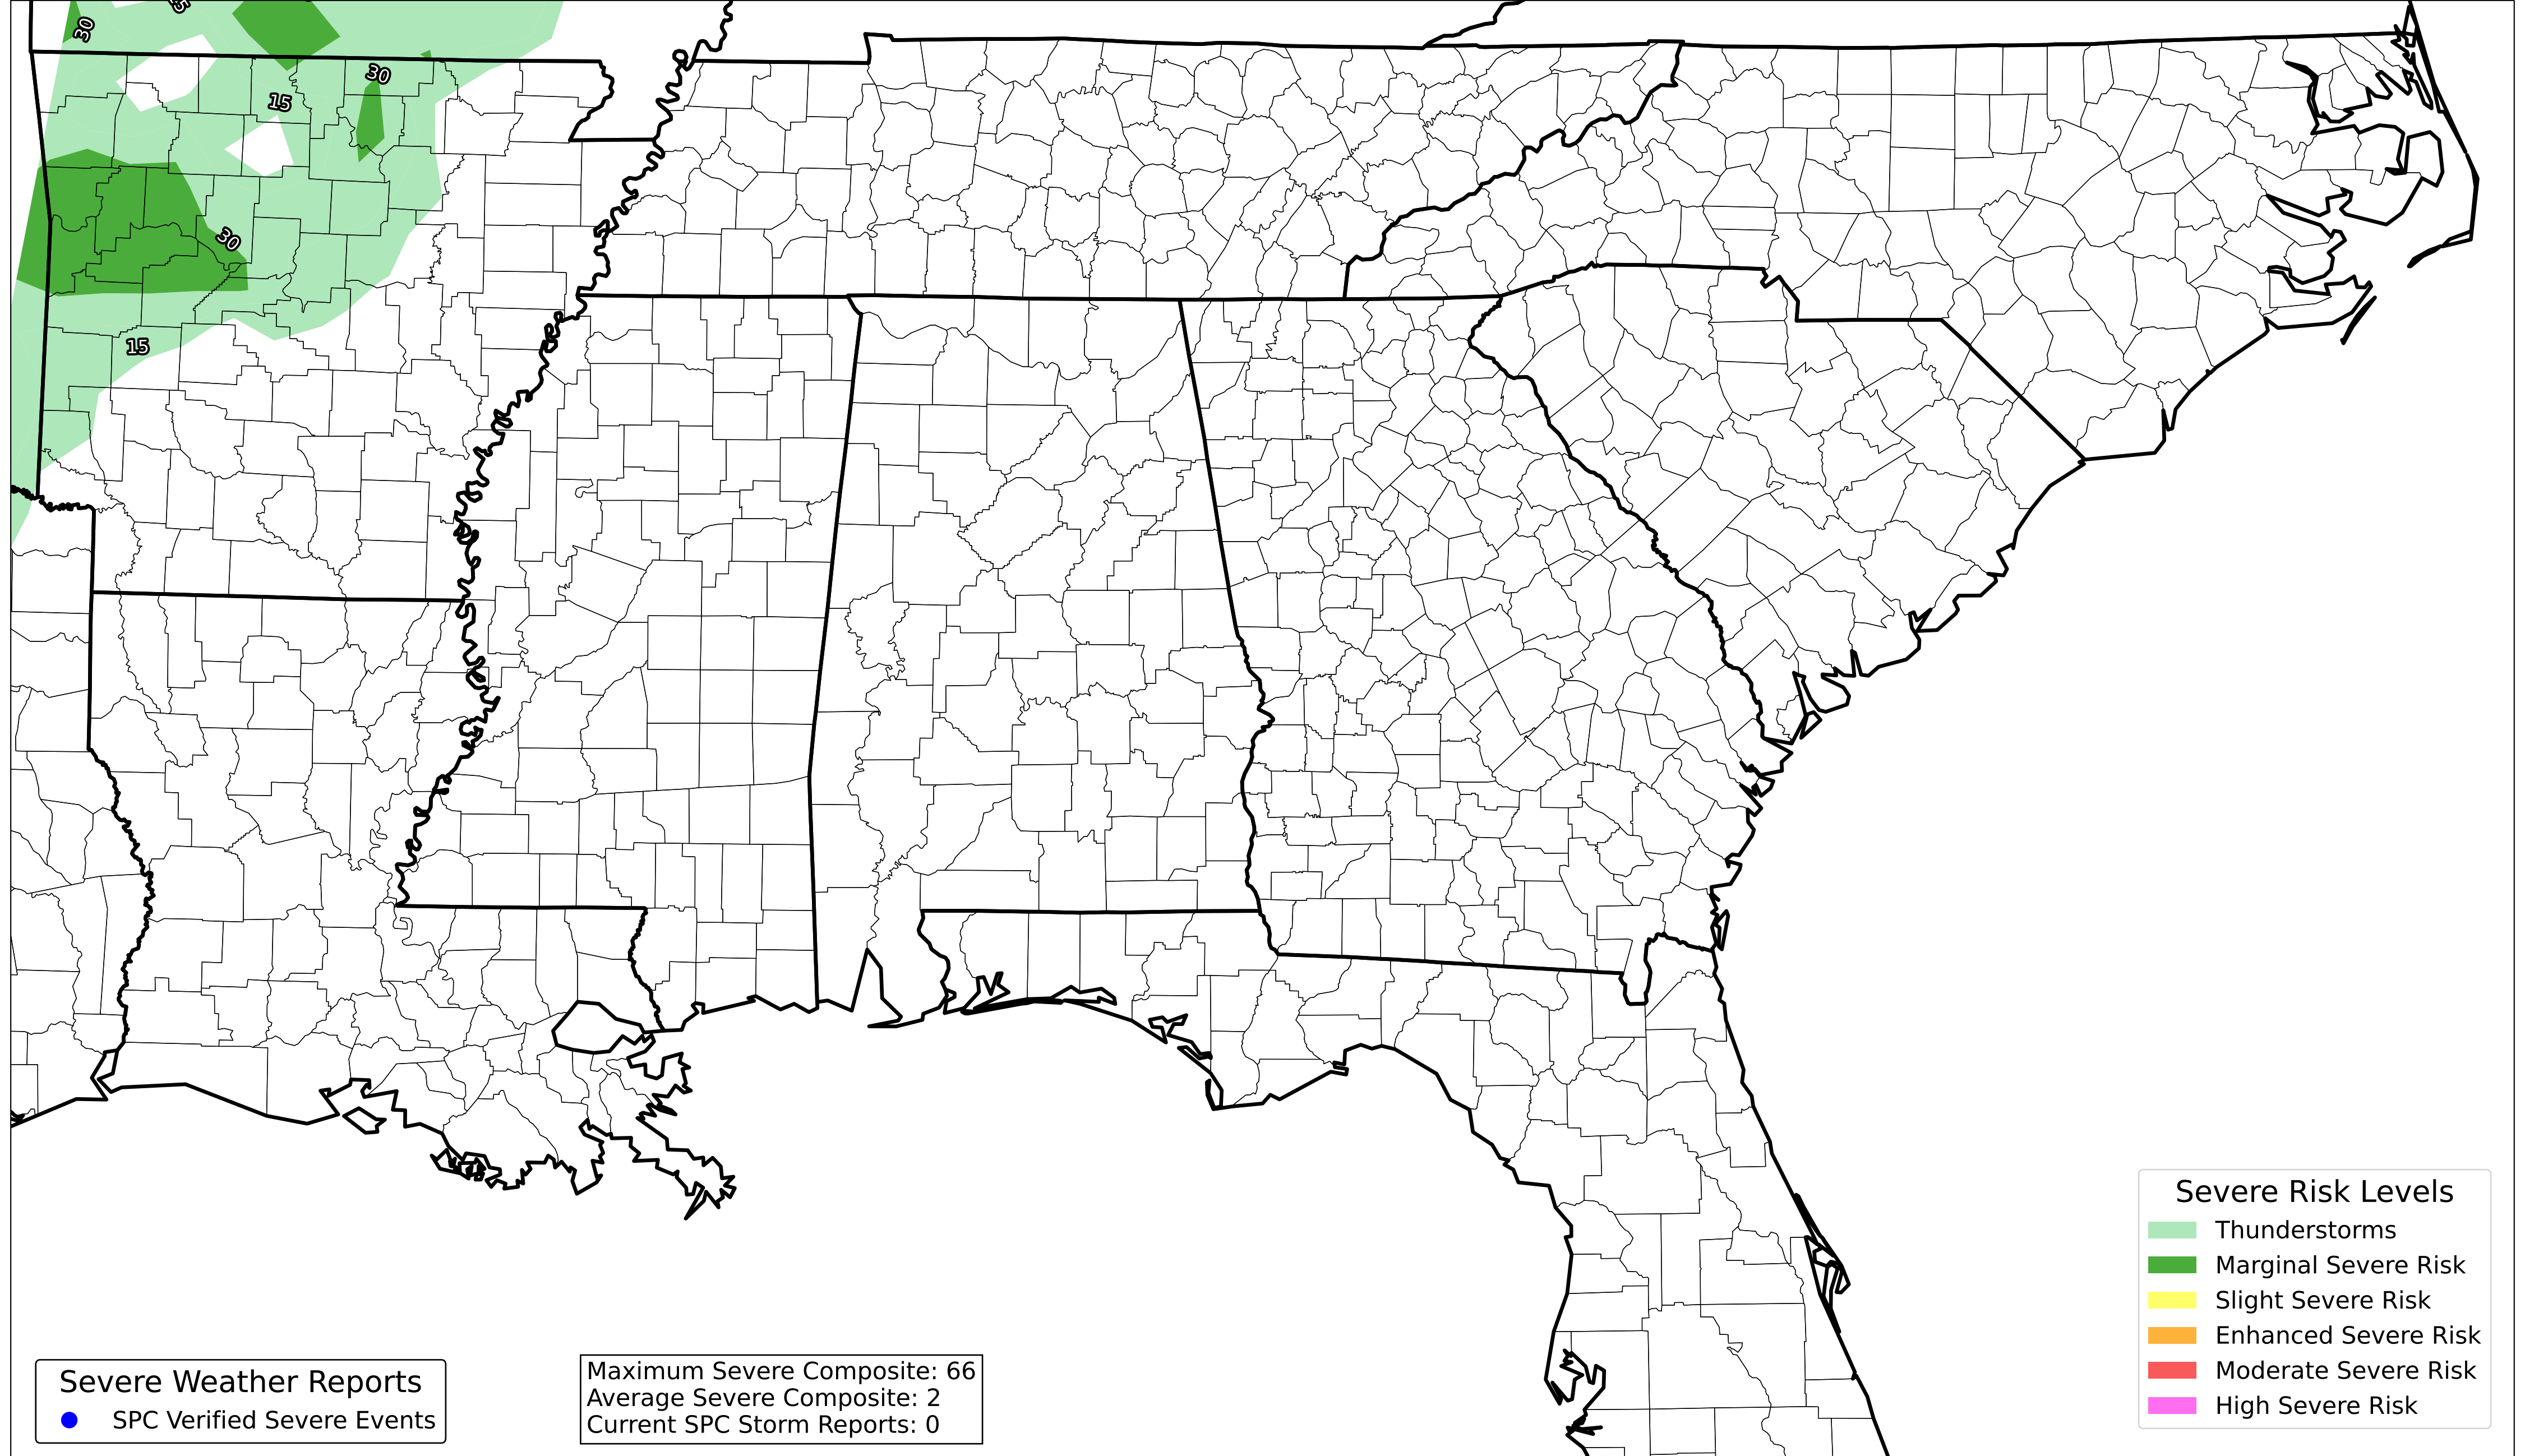 30
30
15
30
15
Severe Risk Levels
Thunderstorms
Marginal Severe Risk
Slight Severe Risk
Enhanced Severe Risk
Moderate Severe Risk
High Severe Risk
Severe Weather Reports
SPC Verified Severe Events
Maximum Severe Composite: 66
Average Severe Composite: 2
Current SPC Storm Reports: 0